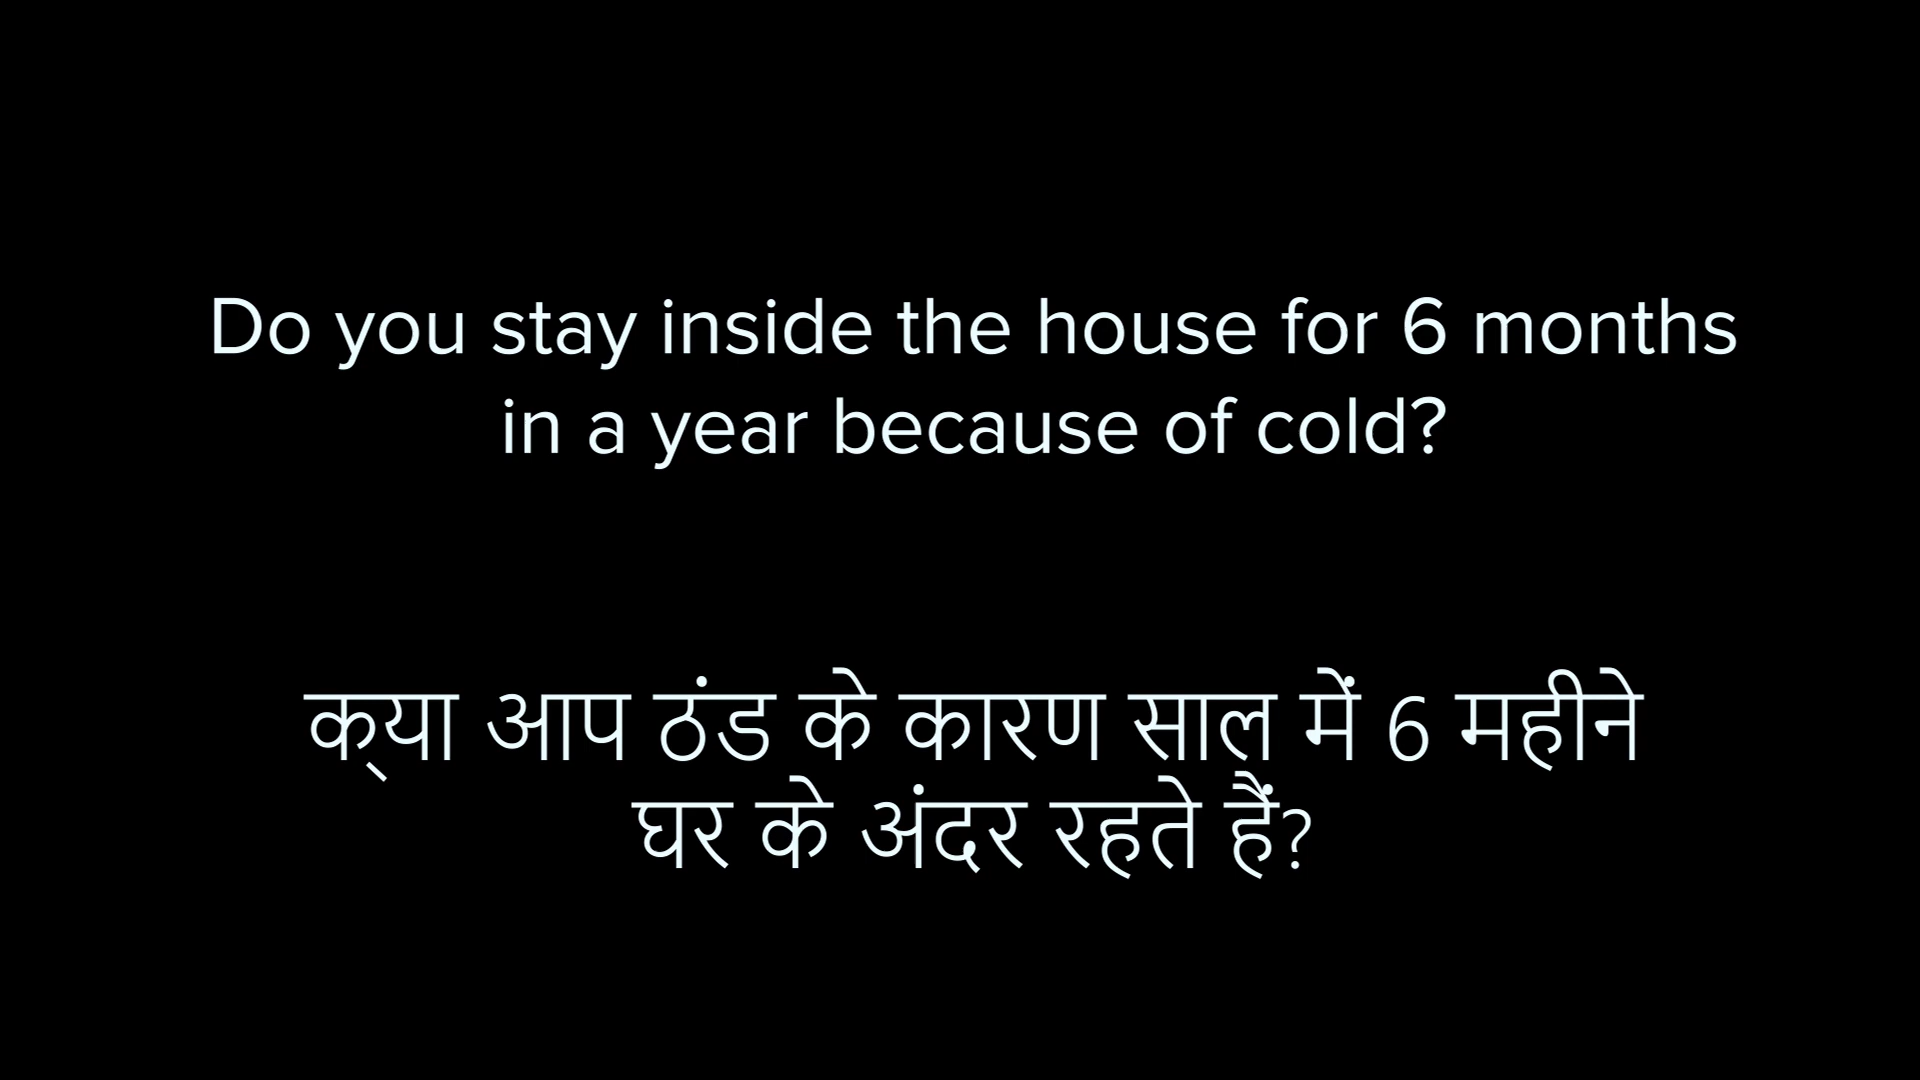 Do you stay inside the house for 6 months
in a year because of cold?
क्या आप ठंड के कारण साल में 6 महीने
घर के अंदर रहते हैं?